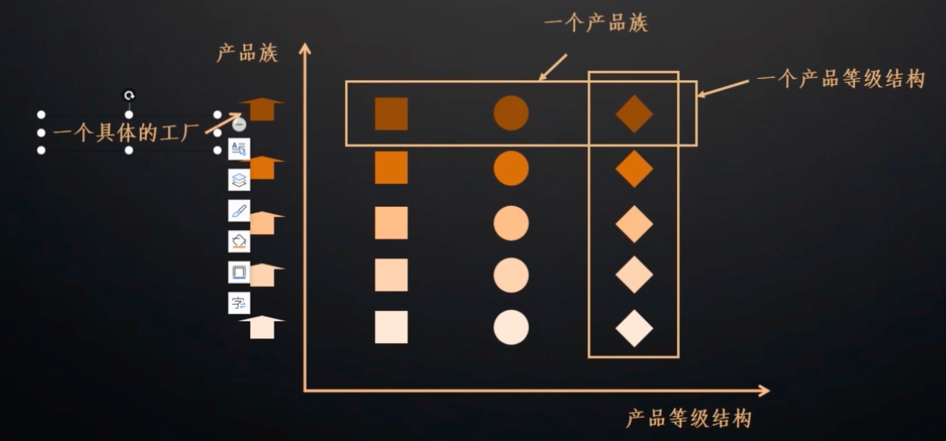 一个产品族
产品族
一个产品等级结构
一个具体的工厂
字
产品等级结构